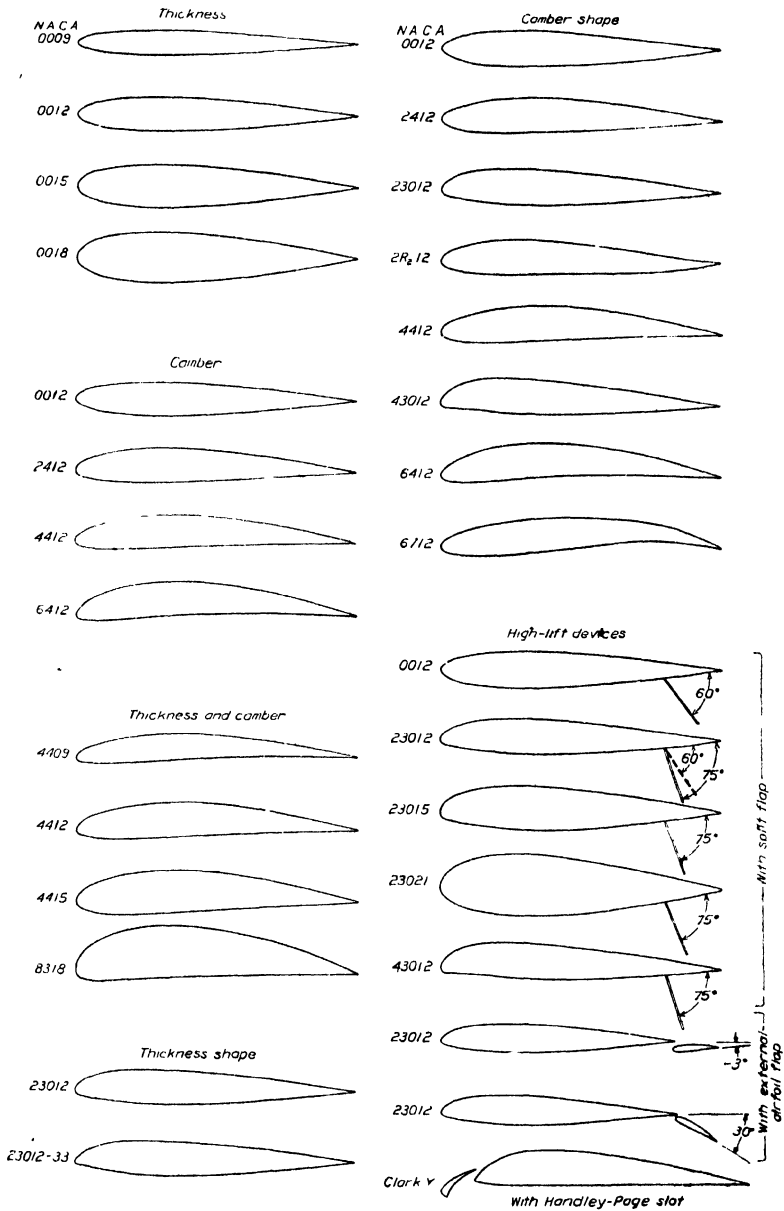 Thickness
NACA
0009
0012
0015
0018
Camber
0012
2412
4412
6412
Thickness and camber
4409
4412
4415
8318
Thickness shape
23012
23012-33
Camber shape
NACA
0012
2412
23012
2R₂12
4412
43012
6412
6712
High-lift devices
0012
60°
23012
60°
75°
23015
75°
23021
75°
43012
75°
With split flap
23012
-3°
23012
30°
With external
airfoil flap
Clark Y
With Handley-Page slot